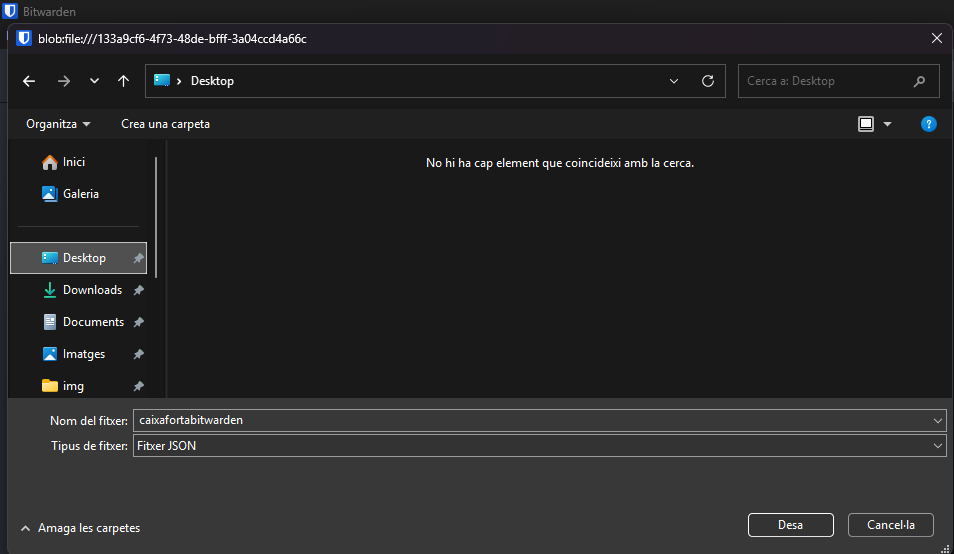 Bitwarden
blob:file:///133a9cf6-4f73-48de-bfff-3a04ccd4a66c
Desktop
Cerca a: Desktop
Organitza
Crea una carpeta
Inici
No hi ha cap element que coincideixi amb la cerca.
Galeria
Desktop
Downloads
Documents
Imatges
img
Nom del fitxer: caixafortabitwarden
Tipus de fitxer: Fitxer JSON
Amaga les carpetes
Desa
Cancel·la